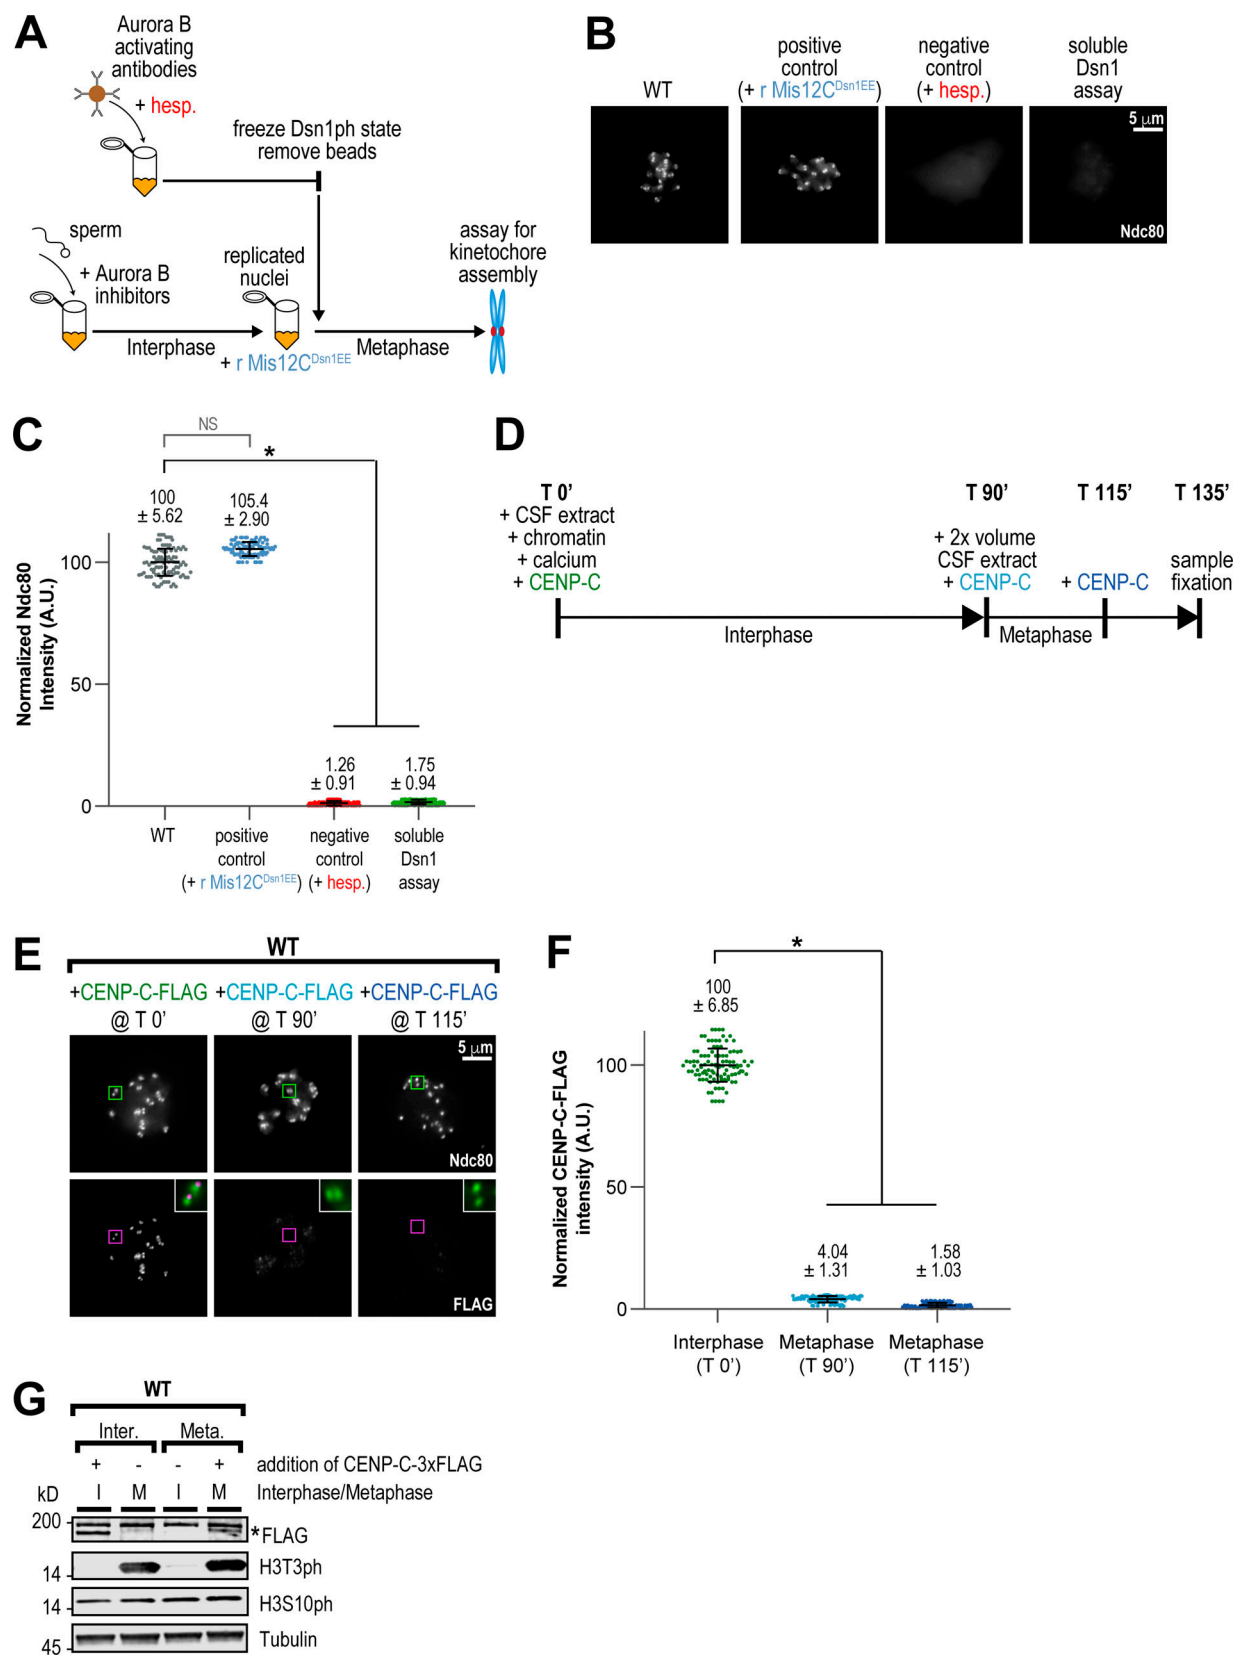 A
Aurora B
activating
antibodies
+ hesp.
freeze Dsn1ph state
remove beads
sperm
+ Aurora B
inhibitors
replicated
nuclei
assay for
kinetochore
assembly
Interphase
+ r Mis12C^Dsn1EE
Metaphase
B
WT
positive
control
(+ r Mis12C^Dsn1EE)
negative
control
(+ hesp.)
soluble
Dsn1
assay
5 µm
Ndc80
C
NS
*
100
± 5.62
105.4
± 2.90
1.26
± 0.91
1.75
± 0.94
Normalized Ndc80
Intensity (A.U.)
100
50
0
WT
positive
control
(+ r Mis12C^Dsn1EE)
negative
control
(+ hesp.)
soluble
Dsn1
assay
D
T 0'
+ CSF extract
+ chromatin
+ calcium
+ CENP-C
T 90'
+ 2x volume
CSF extract
+ CENP-C
T 115'
+ CENP-C
T 135'
sample
fixation
Interphase
Metaphase
E
WT
+CENP-C-FLAG
@ T 0'
+CENP-C-FLAG
@ T 90'
+CENP-C-FLAG
@ T 115'
5 µm
Ndc80
FLAG
F
*
100
± 6.85
4.04
± 1.31
1.58
± 1.03
Normalized CENP-C-FLAG
intensity (A.U.)
100
50
0
Interphase
(T 0')
Metaphase
(T 90')
Metaphase
(T 115')
G
WT
Inter. Meta.
+ - - + addition of CENP-C-3xFLAG
kD I M I M Interphase/Metaphase
200 *FLAG
14 H3T3ph
14 H3S10ph
45 Tubulin